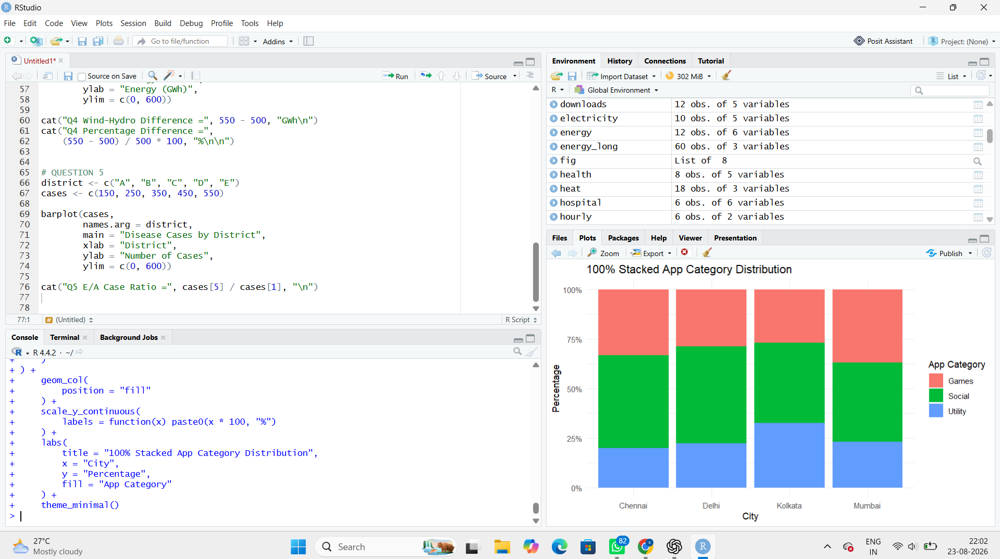 RStudio
File Edit Code View Plots Session Build Debug Profile Tools Help
Go to file/function Addins Posit Assistant Project: (None)
Untitled1*
Source on Save Run Source
57 ylab = "Energy (GWh)",
58 ylim = c(0, 600))
59
60 cat("Q4 Wind-Hydro Difference =", 550 - 500, "GWh\n")
61 cat("Q4 Percentage Difference =",
62 (550 - 500) / 500 * 100, "%\n\n")
63
64
65 # QUESTION 5
66 district <- c("A", "B", "C", "D", "E")
67 cases <- c(150, 250, 350, 450, 550)
68
69 barplot(cases,
70 names.arg = district,
71 main = "Disease Cases by District",
72 xlab = "District",
73 ylab = "Number of Cases",
74 ylim = c(0, 600))
75
76 cat("Q5 E/A Case Ratio =", cases[5] / cases[1], "\n")
77
78
77:1 (Untitled) R Script
Console Terminal Background Jobs
R 4.4.2 · ~/
+ )
+ ) +
+ geom_col(
+ position = "fill"
+ ) +
+ scale_y_continuous(
+ labels = function(x) paste0(x * 100, "%")
+ ) +
+ labs(
+ title = "100% Stacked App Category Distribution",
+ x = "City",
+ y = "Percentage",
+ fill = "App Category"
+ ) +
+ theme_minimal()
>
Environment History Connections Tutorial
Import Dataset 302 MiB List
R Global Environment
downloads 12 obs. of 5 variables
electricity 10 obs. of 5 variables
energy 12 obs. of 6 variables
energy_long 60 obs. of 3 variables
fig List of 8
health 8 obs. of 5 variables
heat 18 obs. of 3 variables
hospital 6 obs. of 6 variables
hourly 6 obs. of 2 variables
Files Plots Packages Help Viewer Presentation
Zoom Export Publish
100% Stacked App Category Distribution
100%
75%
50%
25%
0%
Percentage
Chennai Delhi Kolkata Mumbai
City
App Category
Games
Social
Utility
27°C
Mostly cloudy
Search
82
ENG
IN
22:02
23-08-2026